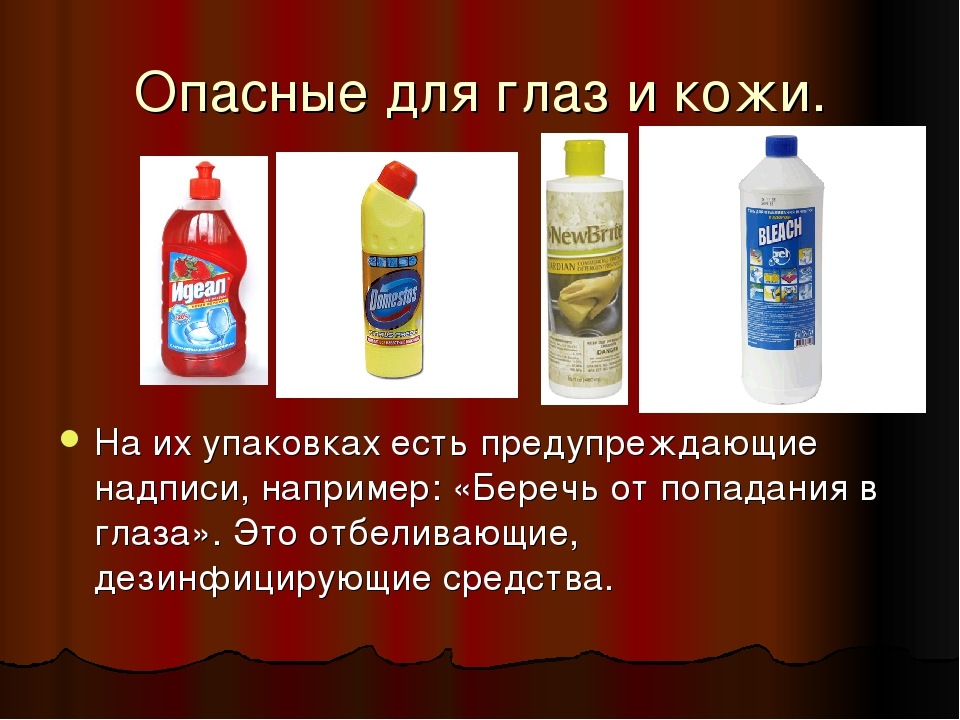 Опасные для глаз и кожи.
Идеал
Domestos
NewBrite
DANGER
BLEACH
На их упаковках есть предупреждающие
надписи, например: «Беречь от попадания в
глаза». Это отбеливающие,
дезинфицирующие средства.